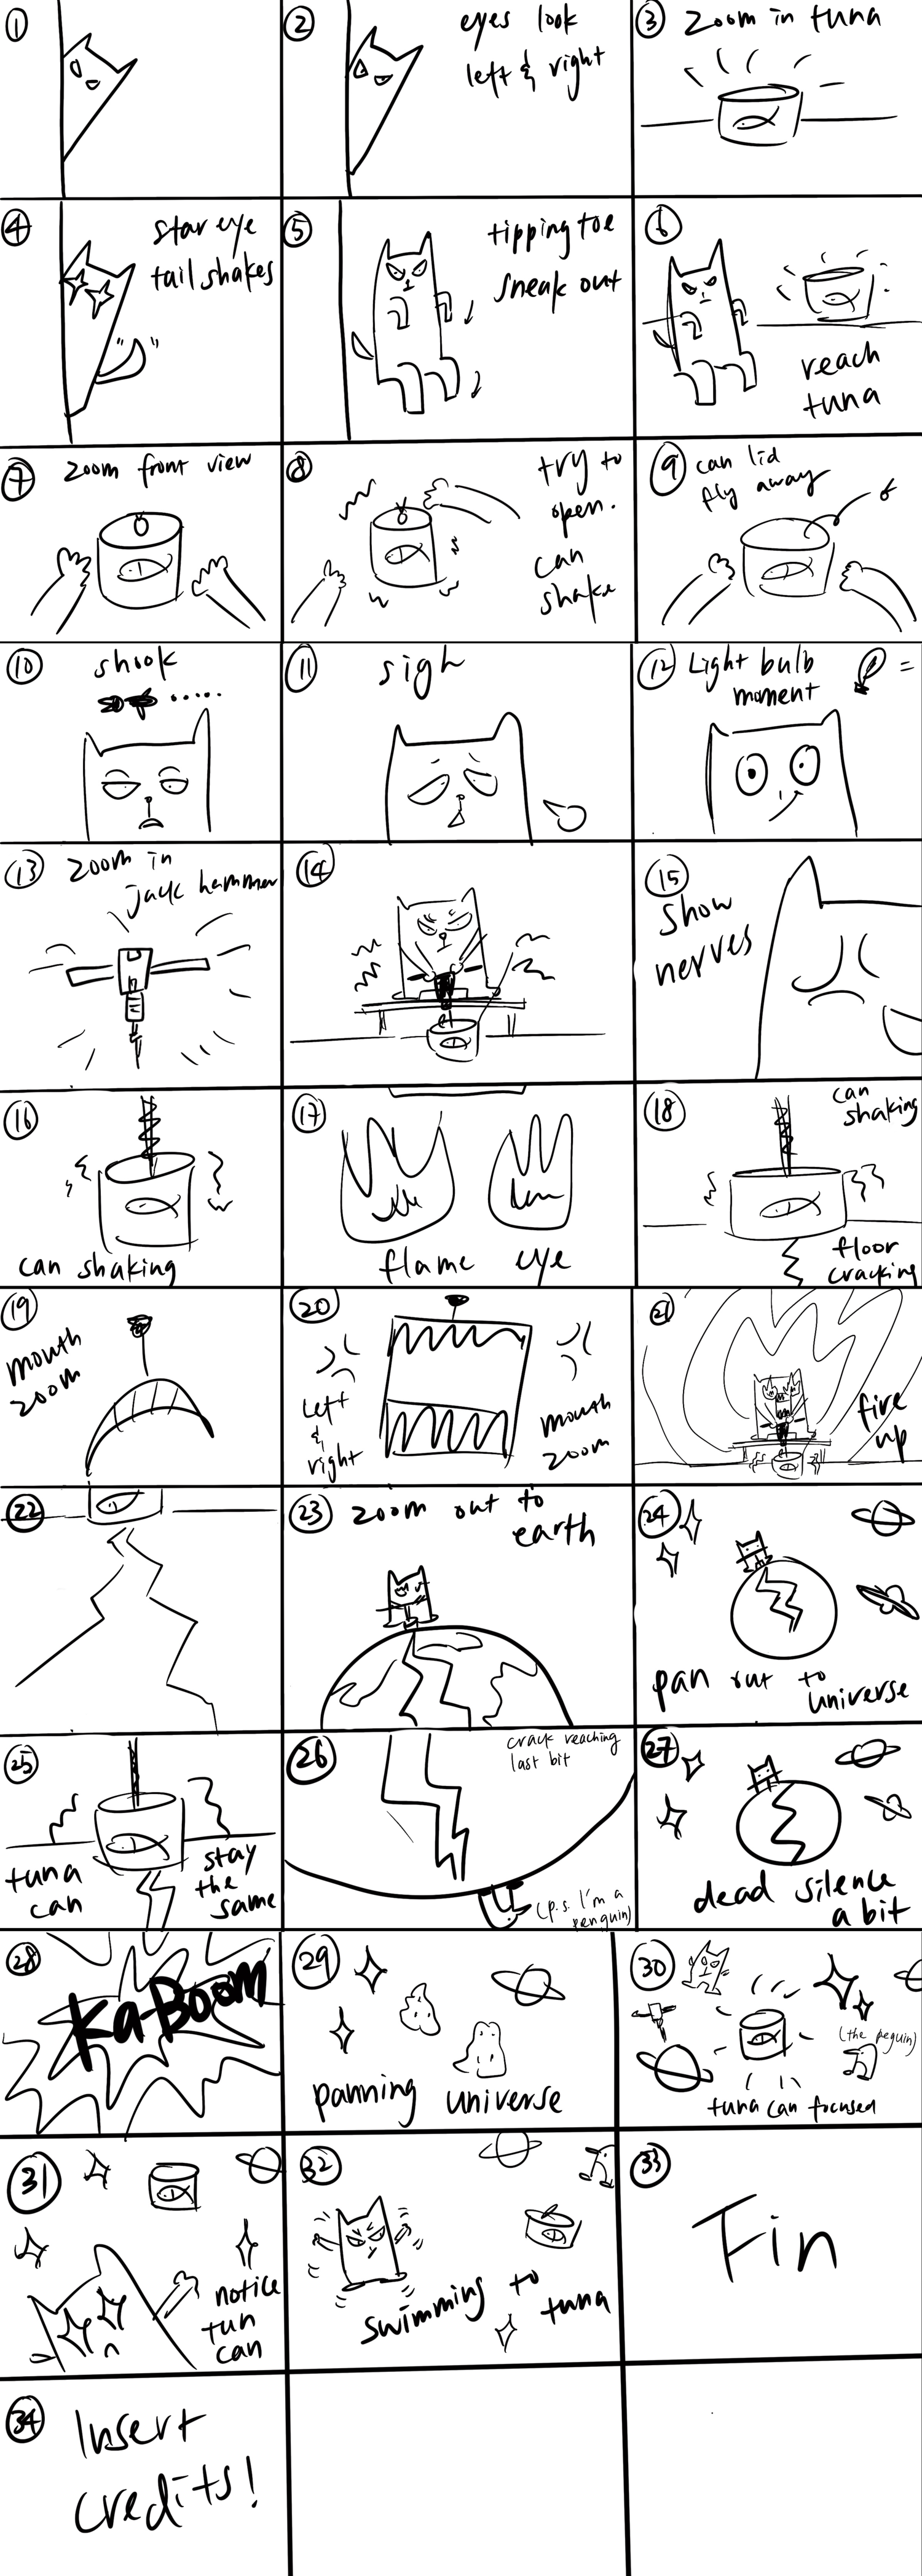 1
2
eyes look
left & right
3 Zoom in tuna
4
star eye
tail shakes
5
tipping toe
sneak out
6
reach
tuna
7 Zoom front view
8
try to
open.
can
shake
9 can lid
fly away
10
shook
.....
11
sigh
12 Light bulb
moment
13 Zoom in
jack hammer
14
15
show
nerves
16
can shaking
17
flame eye
18
can
shaking
floor
cracking
19
mouth
zoom
20
left
&
right
mouth
zoom
21
fire
up
22
23 Zoom out to
earth
24
pan out to
universe
25
tuna
can
stay
the
same
26
crack reaching
last bit
(p.s. I'm a
penguin)
27
dead silence
a bit
28
KaBoom
29
panning universe
30
(the peguin)
tuna can focused
31
notice
tun
can
32
swimming to
tuna
33
Fin
34
Insert
credits!